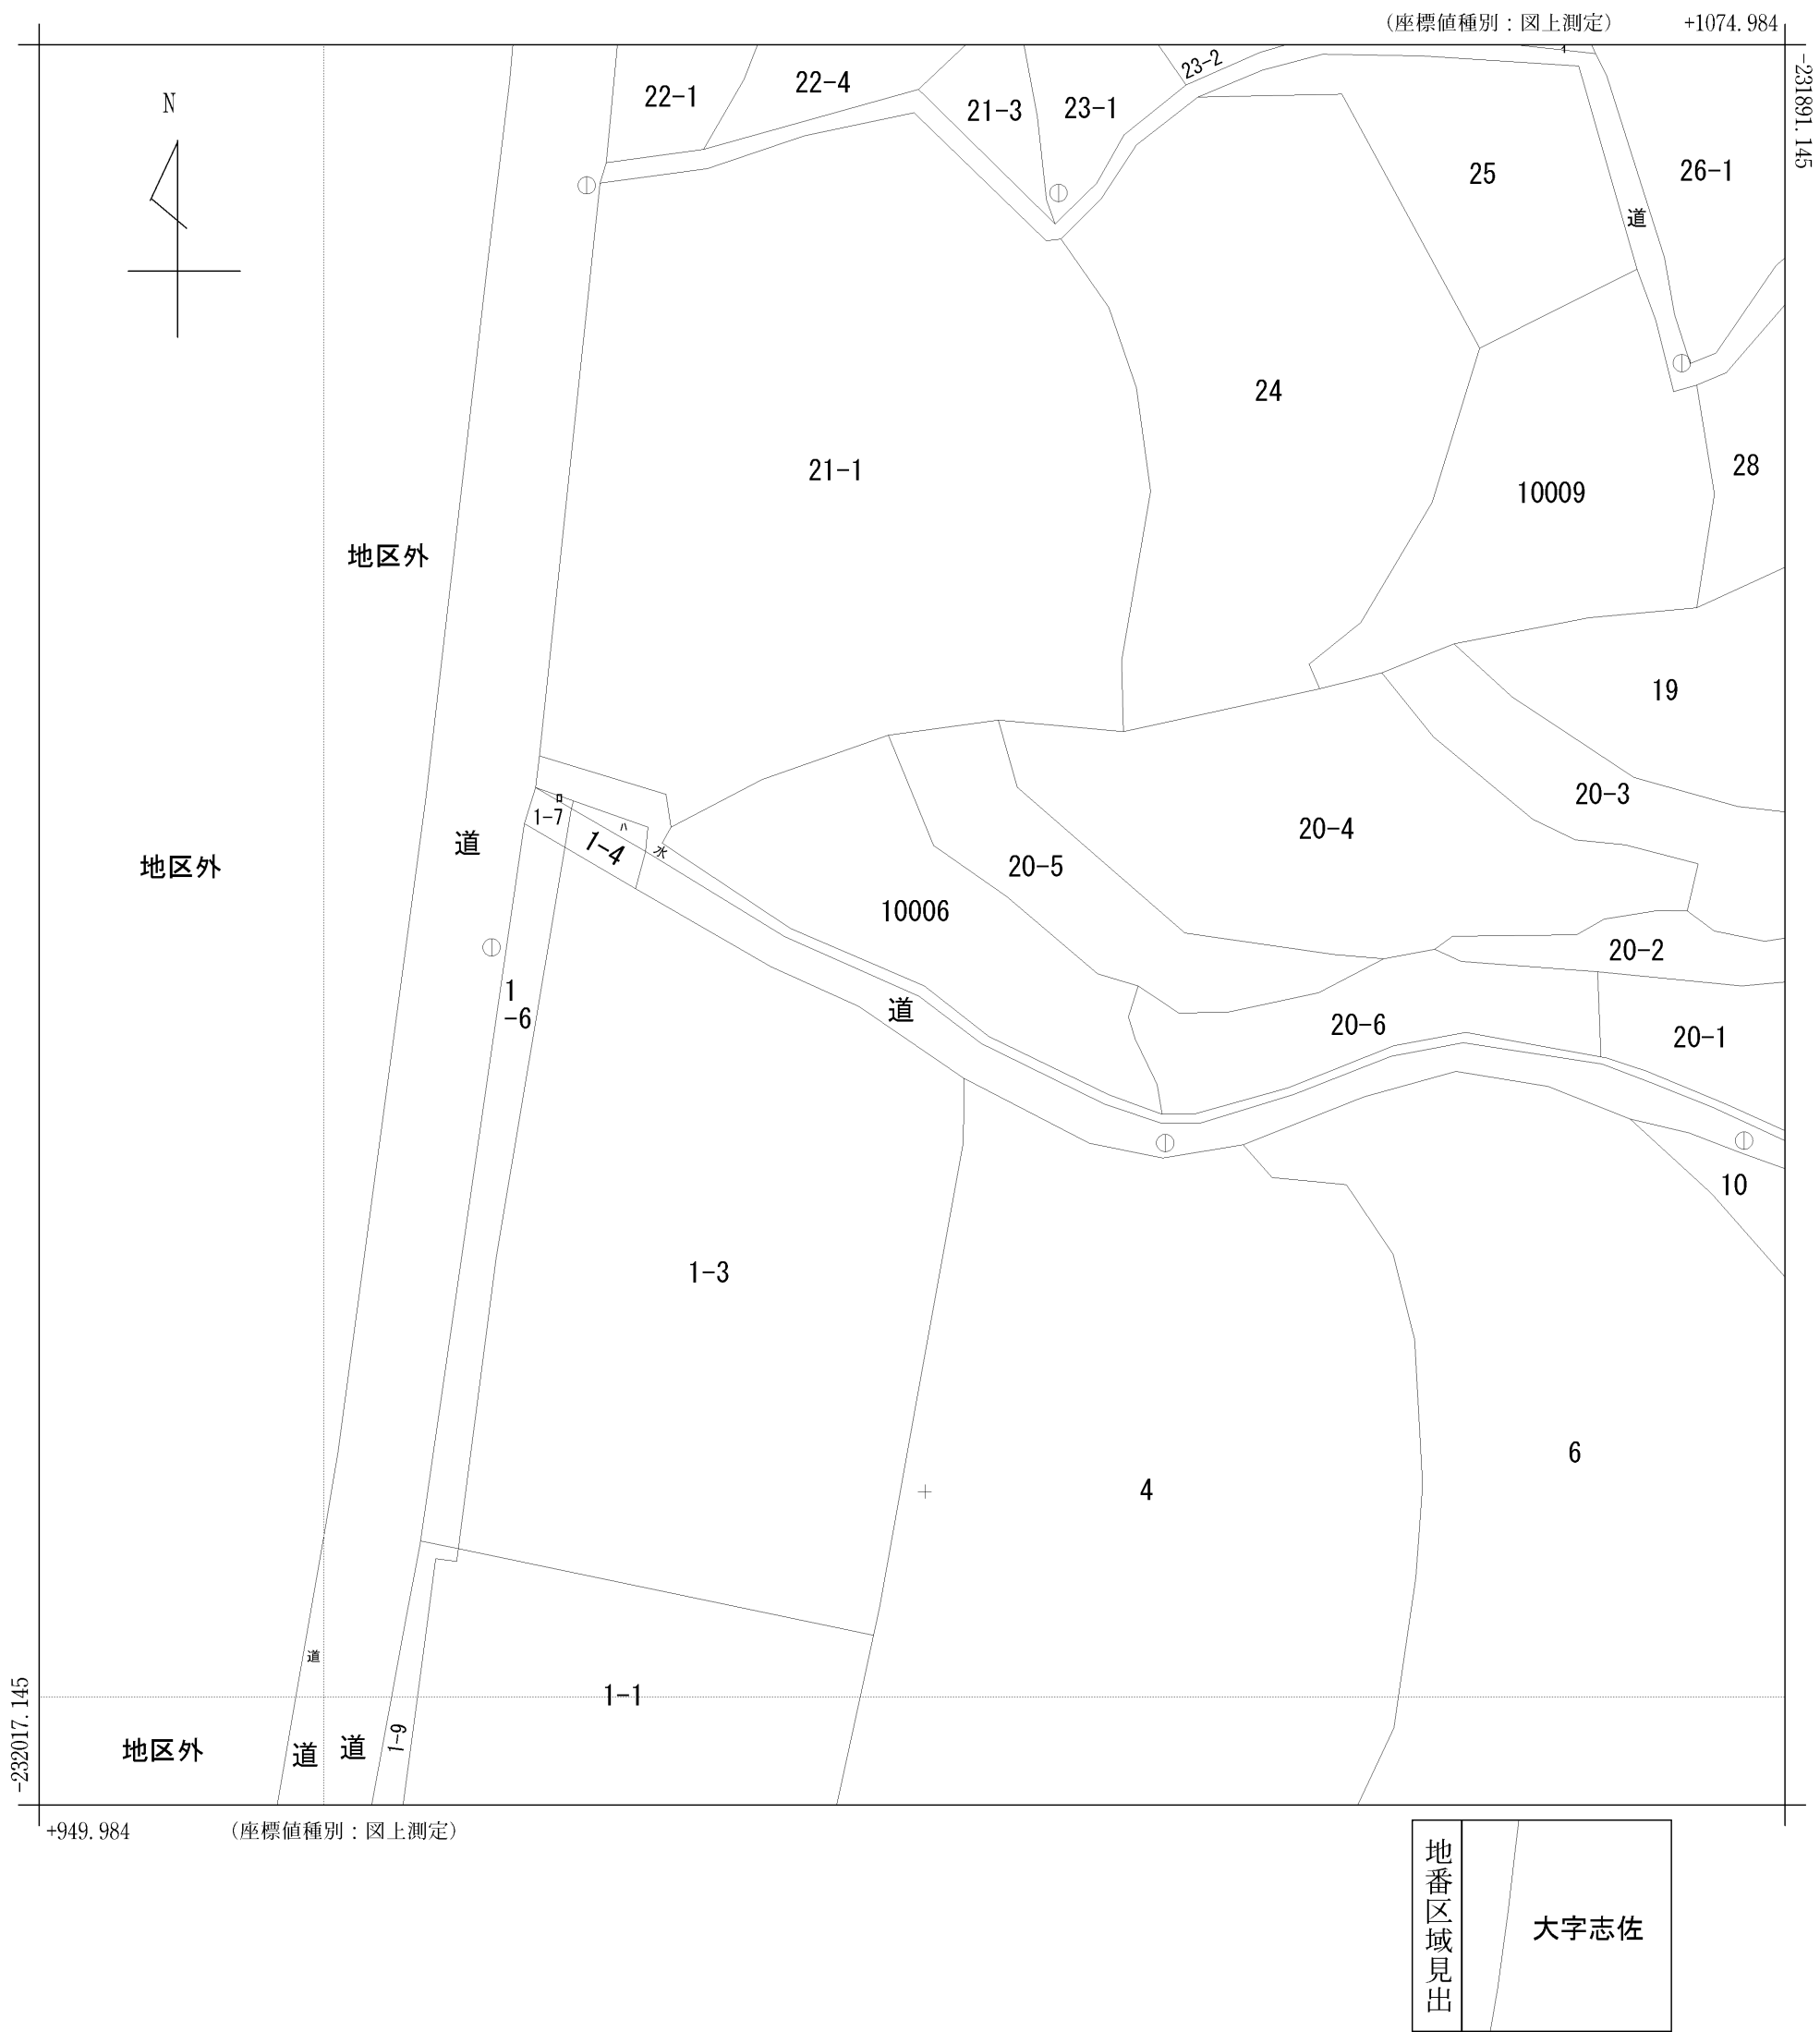 （座標値種別：図上測定） +1074.984
-231891.145
N
22-1
22-4
21-3
23-1
23-2
イ
25
26-1
道
24
21-1
10009
28
地区外
19
20-3
20-4
20-5
10006
20-2
20-6
20-1
地区外
道
ロ
1-7
ハ
1-4
水
道
1
-6
10
1-3
4
6
道
1-1
-232017.145
地区外
道
道
1-9
+949.984 （座標値種別：図上測定）
地番区域見出
大字志佐